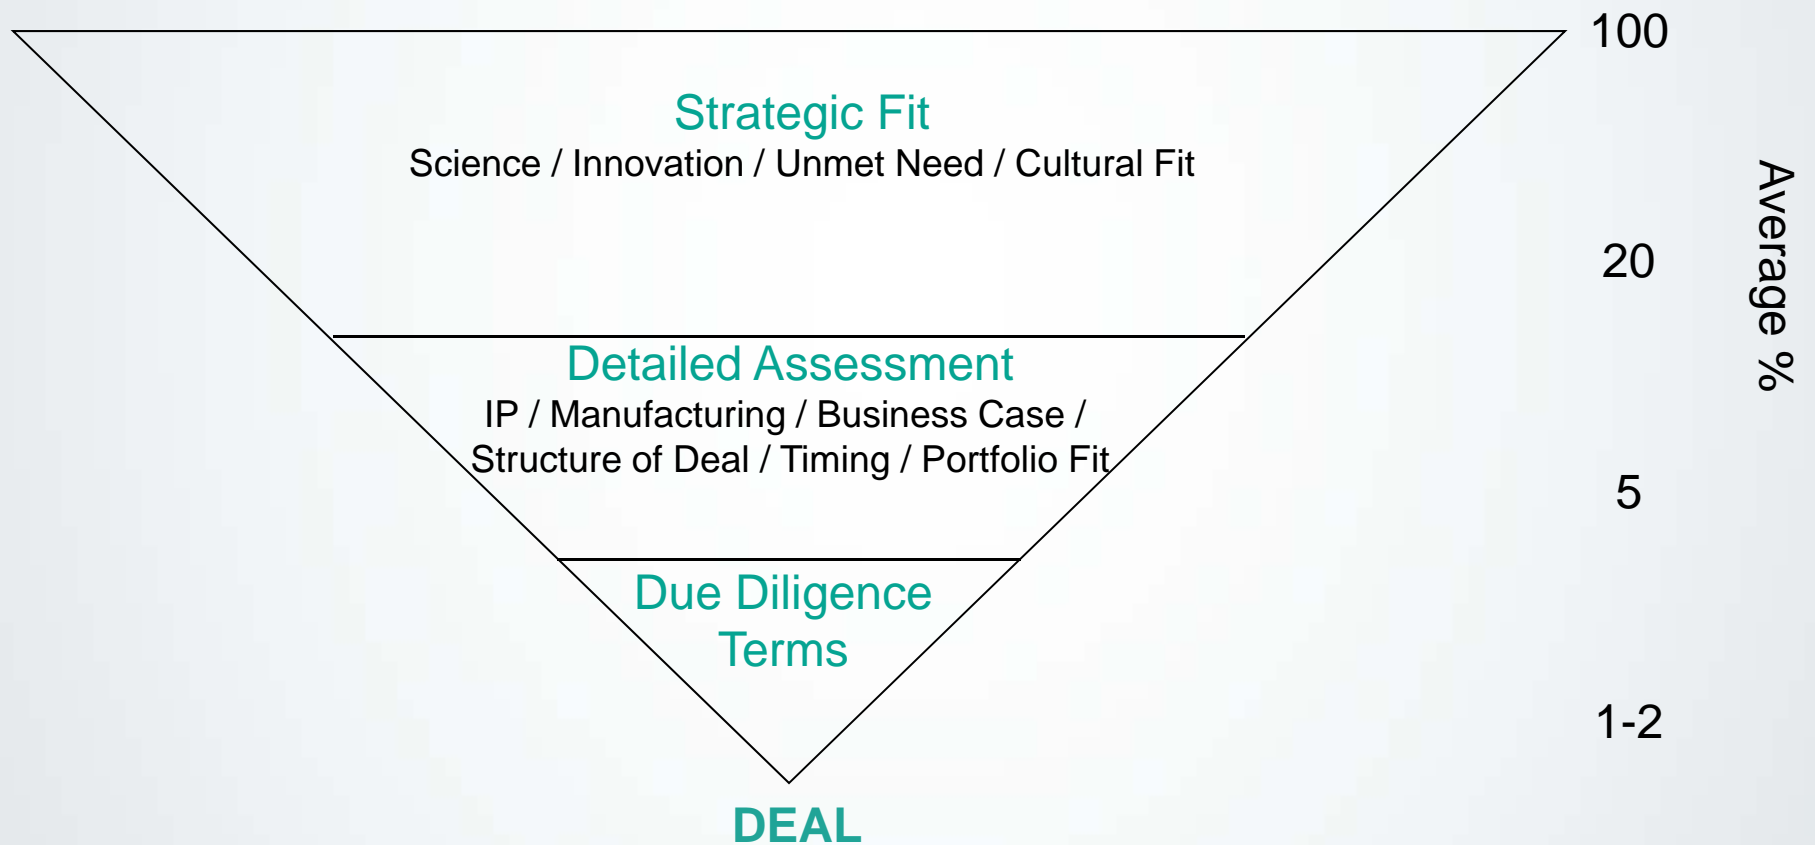 100
Strategic Fit
Science / Innovation / Unmet Need / Cultural Fit
20
Detailed Assessment
IP / Manufacturing / Business Case /
Structure of Deal / Timing / Portfolio Fit
5
Due Diligence
Terms
1-2
DEAL
Average %